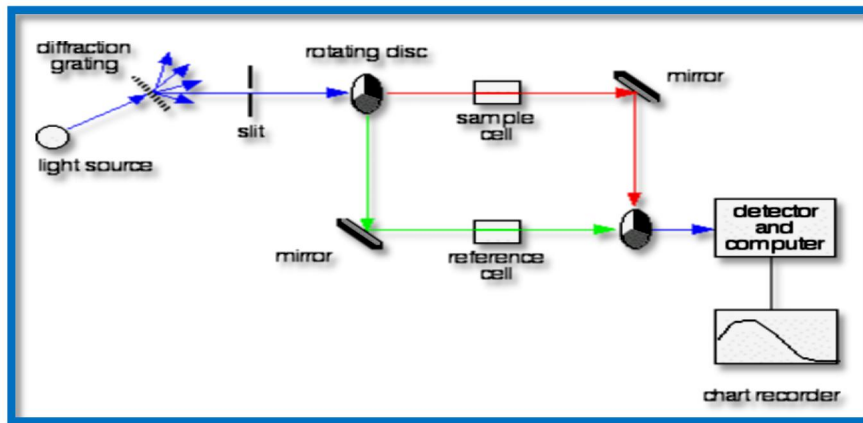 diffraction
grating
rotating disc
mirror
slit
sample
cell
light source
detector
and
computer
mirror
reference
cell
chart recorder